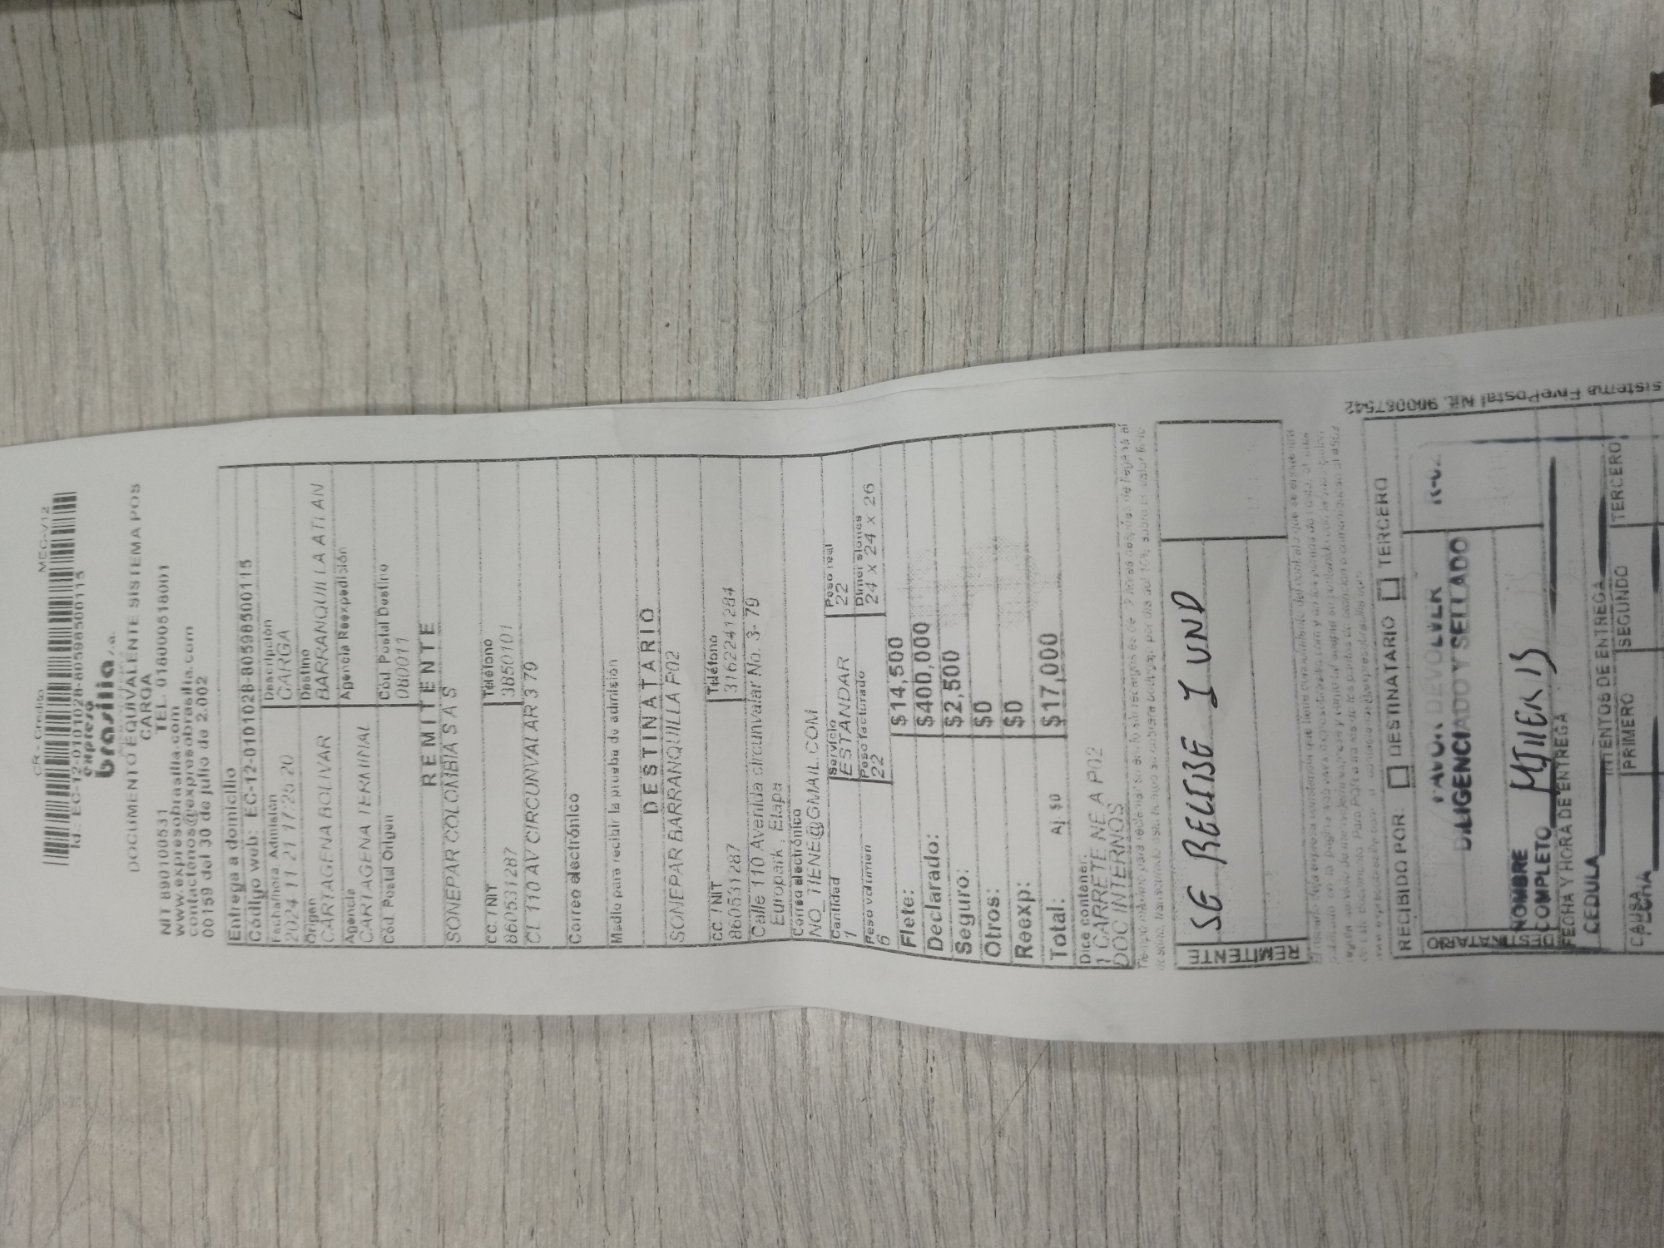 CR - Credito MEC-V12
Id.: EC-12-0101028-80598500115
expreso
brasilia s.a.
DOCUMENTO EQUIVALENTE SISTEMA POS
CARGA
NIT 890100531 TEL. 018000518001
www.expresobrasilia.com
contactenos@expresobrasilia.com
00159 del 30 de julio de 2.002
Entrega a domicilio
Código web: EC-12-0101028-80598500115
Fecha/hora Admisión Descripción
2024 11 21 17 25 20 CARGA
Origen Destino
CARTAGENA BOLIVAR BARRANQUILLA ATLAN
Agencia Agencia Reexpedición
CARTAGENA TERMINAL
Cód. Postal Origen Cód. Postal Destino
080011
REMITENTE
SONEPAR COLOMBIA S A S
CC. / NIT Teléfono
860531287 3850101
CL 110 AV CIRCUNVALAR 3 79
Correo electrónico
Medio para recibir la prueba de admisión
DESTINATARIO
SONEPAR BARRANQUILLA P02
CC. / NIT Teléfono
860531287 3162241284
Calle 110 Avenida circunvalar No. 3- 79
Europark, Etapa
Correo electrónico
NO_TIENE@GMAIL.COM
Cantidad Servicio Peso real
1 ESTANDAR 22
Peso volumen Peso facturado Dimensiones
6 22 24 x 24 x 26
Flete: $14,500
Declarado: $400,000
Seguro: $2,500
Otros: $0
Reexp: $0
Total: Aj $0 $17,000
Dice contener:
1 CARRETE NE A P02
DOC INTERNOS
REMITENTE
SE RECIBE 1 UND
RECIBIDO POR: DESTINATARIO TERCERO
FAVOR DEVOLVER
DILIGENCIADO Y SELLADO
DESTINATARIO
NOMBRE
COMPLETO
FECHA Y HORA DE ENTREGA
CEDULA
INTENTOS DE ENTREGA
CAUSA PRIMERO SEGUNDO TERCERO
FECHA
sistema EnvePostal Nit. 900087542